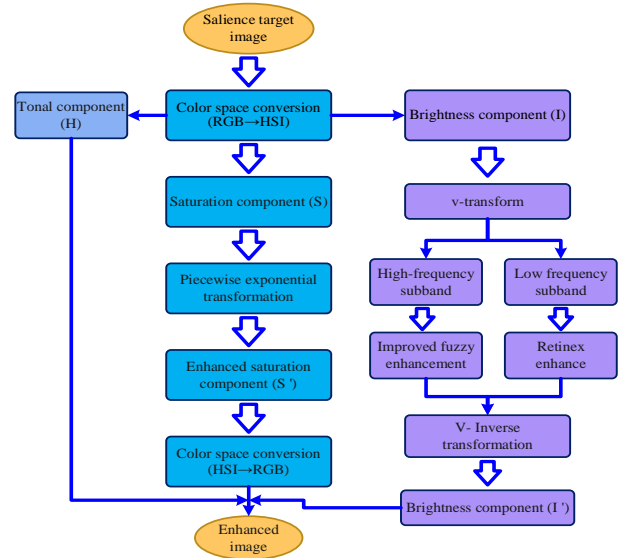 Salience target
image
Tonal component
(H)
Color space conversion
(RGB→HSI)
Brightness component (I)
Saturation component (S)
v-transform
Piecewise exponential
transformation
High-frequency
subband
Low frequency
subband
Enhanced saturation
component (S ')
Improved fuzzy
enhancement
Retinex
enhance
Color space conversion
(HSI→RGB)
V- Inverse
transformation
Brightness component (I ')
Enhanced
image